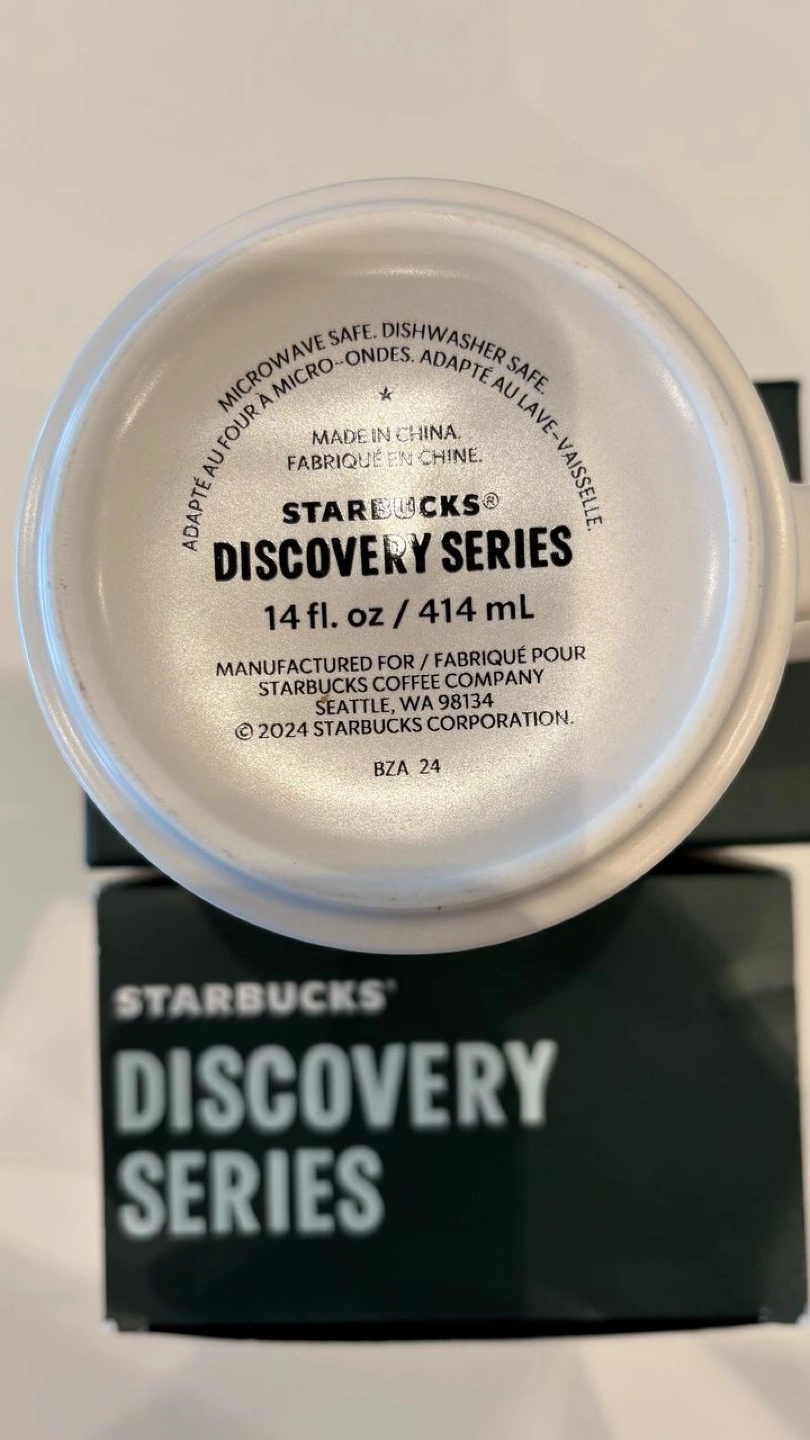 MICROWAVE SAFE. DISHWASHER SAFE.
ADAPTÉ AU FOUR À MICRO-ONDES. ADAPTÉ AU LAVE-VAISSELLE.
MADE IN CHINA.
FABRIQUÉ EN CHINE.
STARBUCKS®
DISCOVERY SERIES
14 fl. oz / 414 mL
MANUFACTURED FOR / FABRIQUÉ POUR
STARBUCKS COFFEE COMPANY
SEATTLE, WA 98134
© 2024 STARBUCKS CORPORATION.
BZA 24
STARBUCKS®
DISCOVERY
SERIES